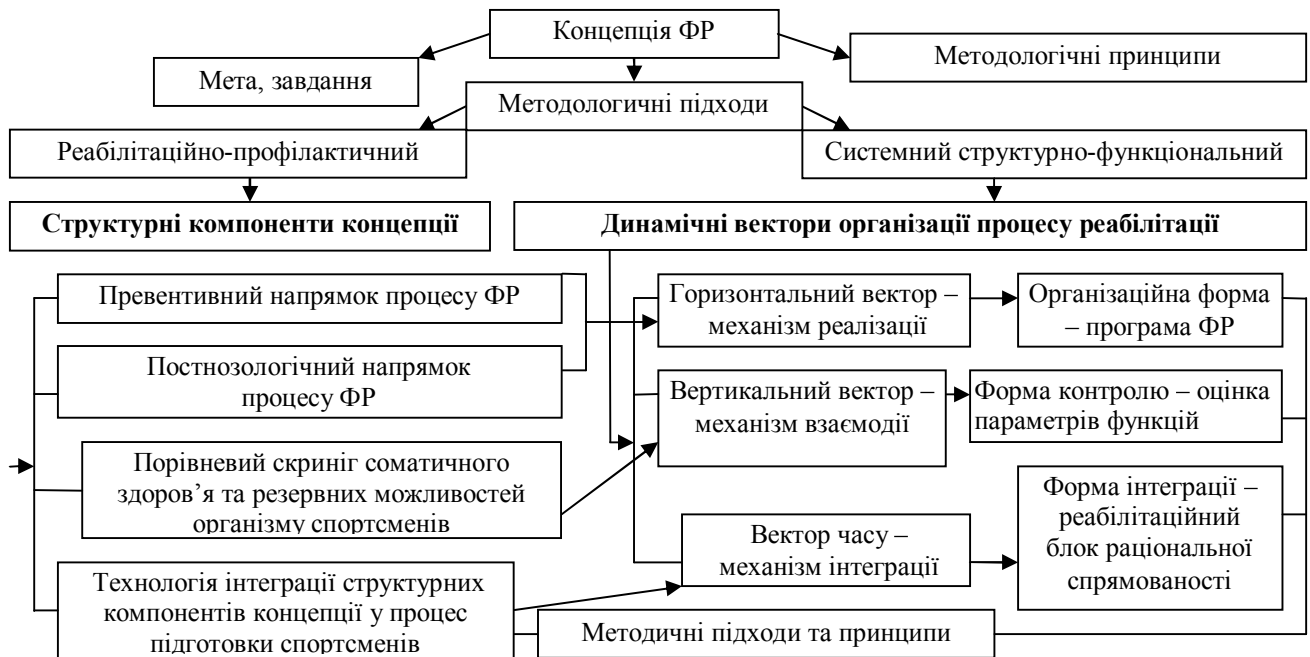 Концепція ФР
Мета, завдання
Методологічні принципи
Методологичні підходи
Реабілітаційно-профілактичний
Системний структурно-функціональний
Структурні компоненти концепції
Динамічні вектори організації процесу реабілітації
Превентивний напрямок процесу ФР
Постнозологічний напрямок
процесу ФР
Порівневий скриніг соматичного
здоров’я та резервних можливостей
організму спортсменів
Технологія інтеграції структурних
компонентів концепції у процес
підготовки спортсменів
Горизонтальний вектор –
механізм реалізації
Організаційна форма
– програма ФР
Вертикальний вектор –
механізм взаємодії
Форма контролю – оцінка
параметрів функцій
Вектор часу –
механізм інтеграції
Форма інтеграції –
реабілітаційний
блок раціональної
спрямованості
Методичні підходи та принципи